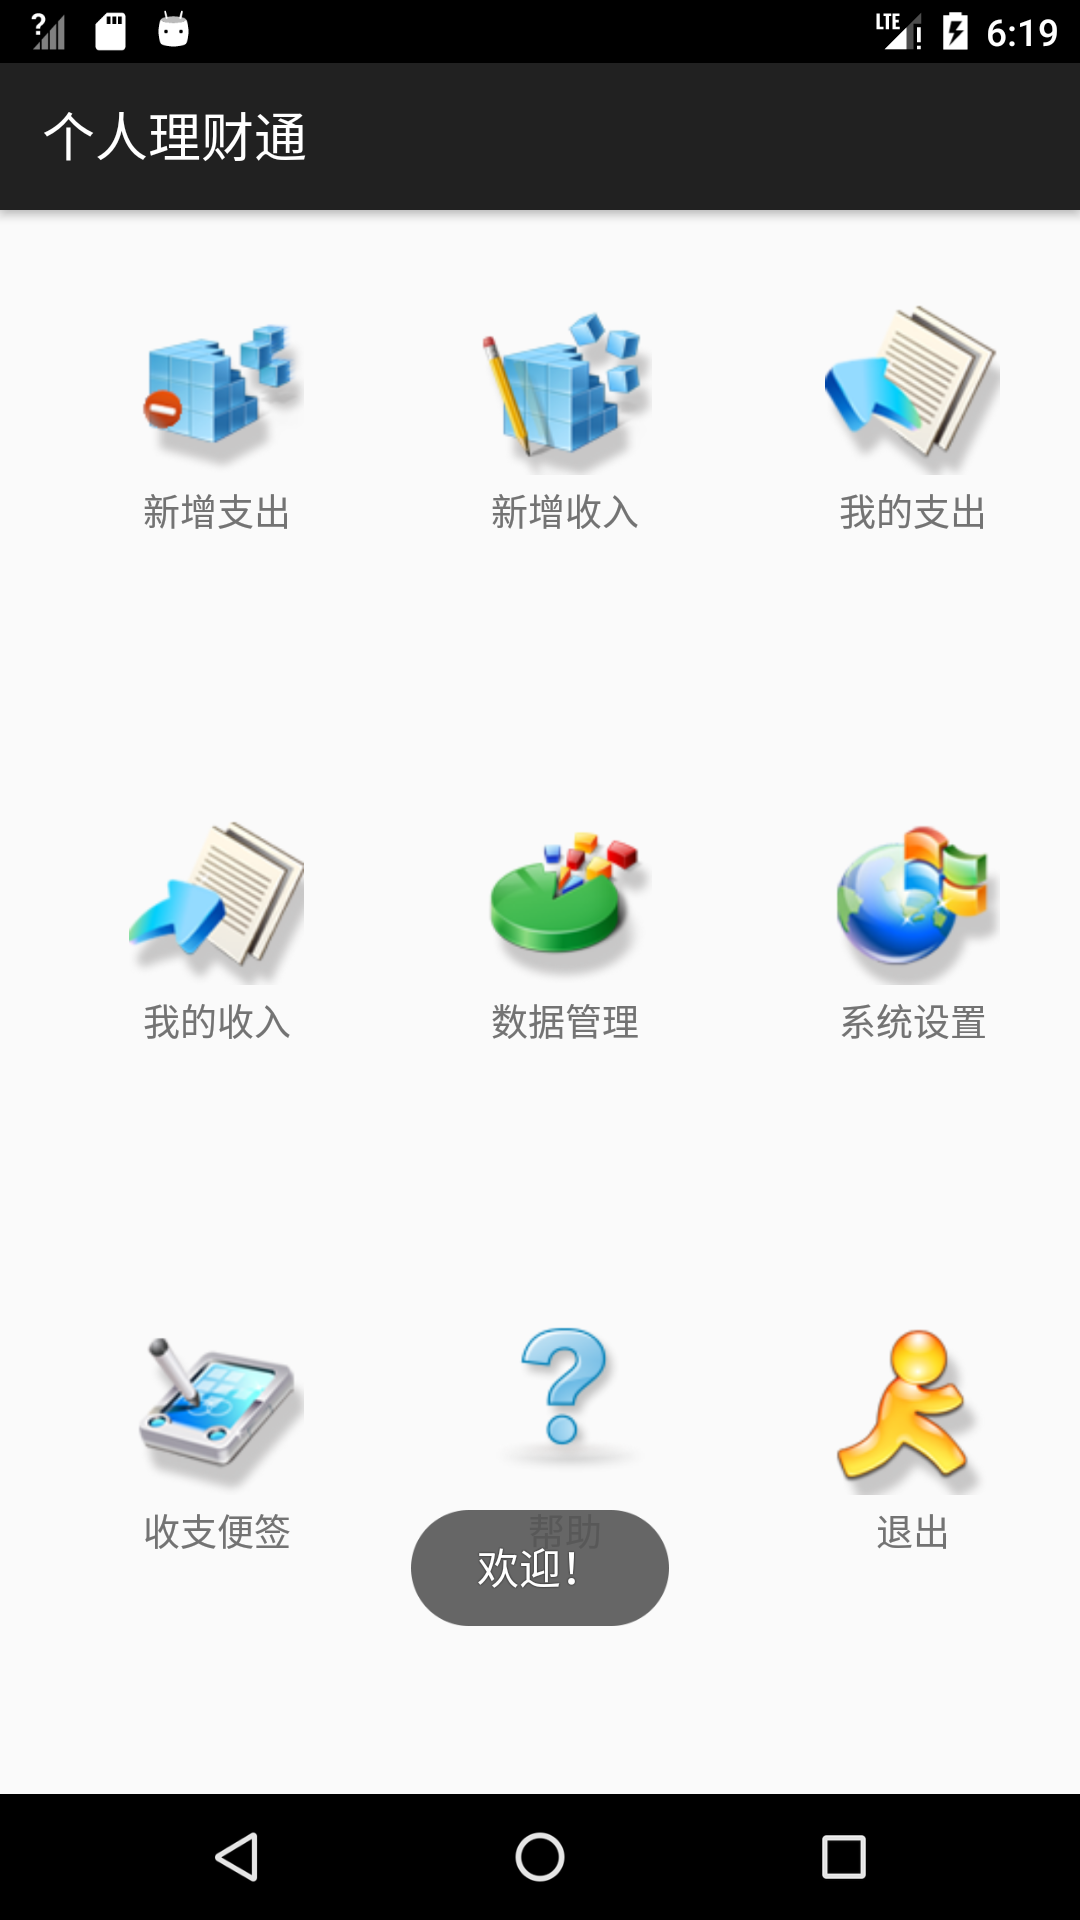 LTE 6:19
个人理财通
新增支出 新增收入 我的支出
我的收入 数据管理 系统设置
收支便签 帮助 退出
欢迎！